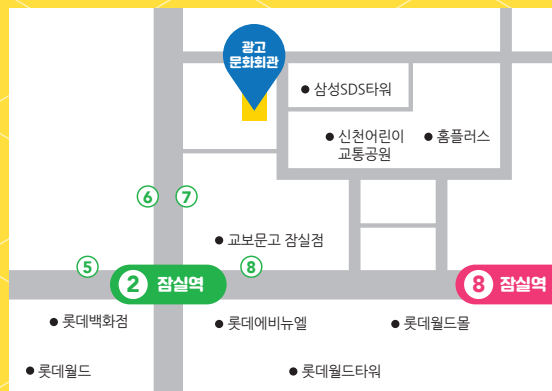 광고
문화회관
● 삼성SDS타워
● 신천어린이
교통공원
● 홈플러스
⑥
⑦
● 교보문고 잠실점
⑤
⑧
2 잠실역
8 잠실역
● 롯데백화점
● 롯데에비뉴엘
● 롯데월드몰
● 롯데월드
● 롯데월드타워